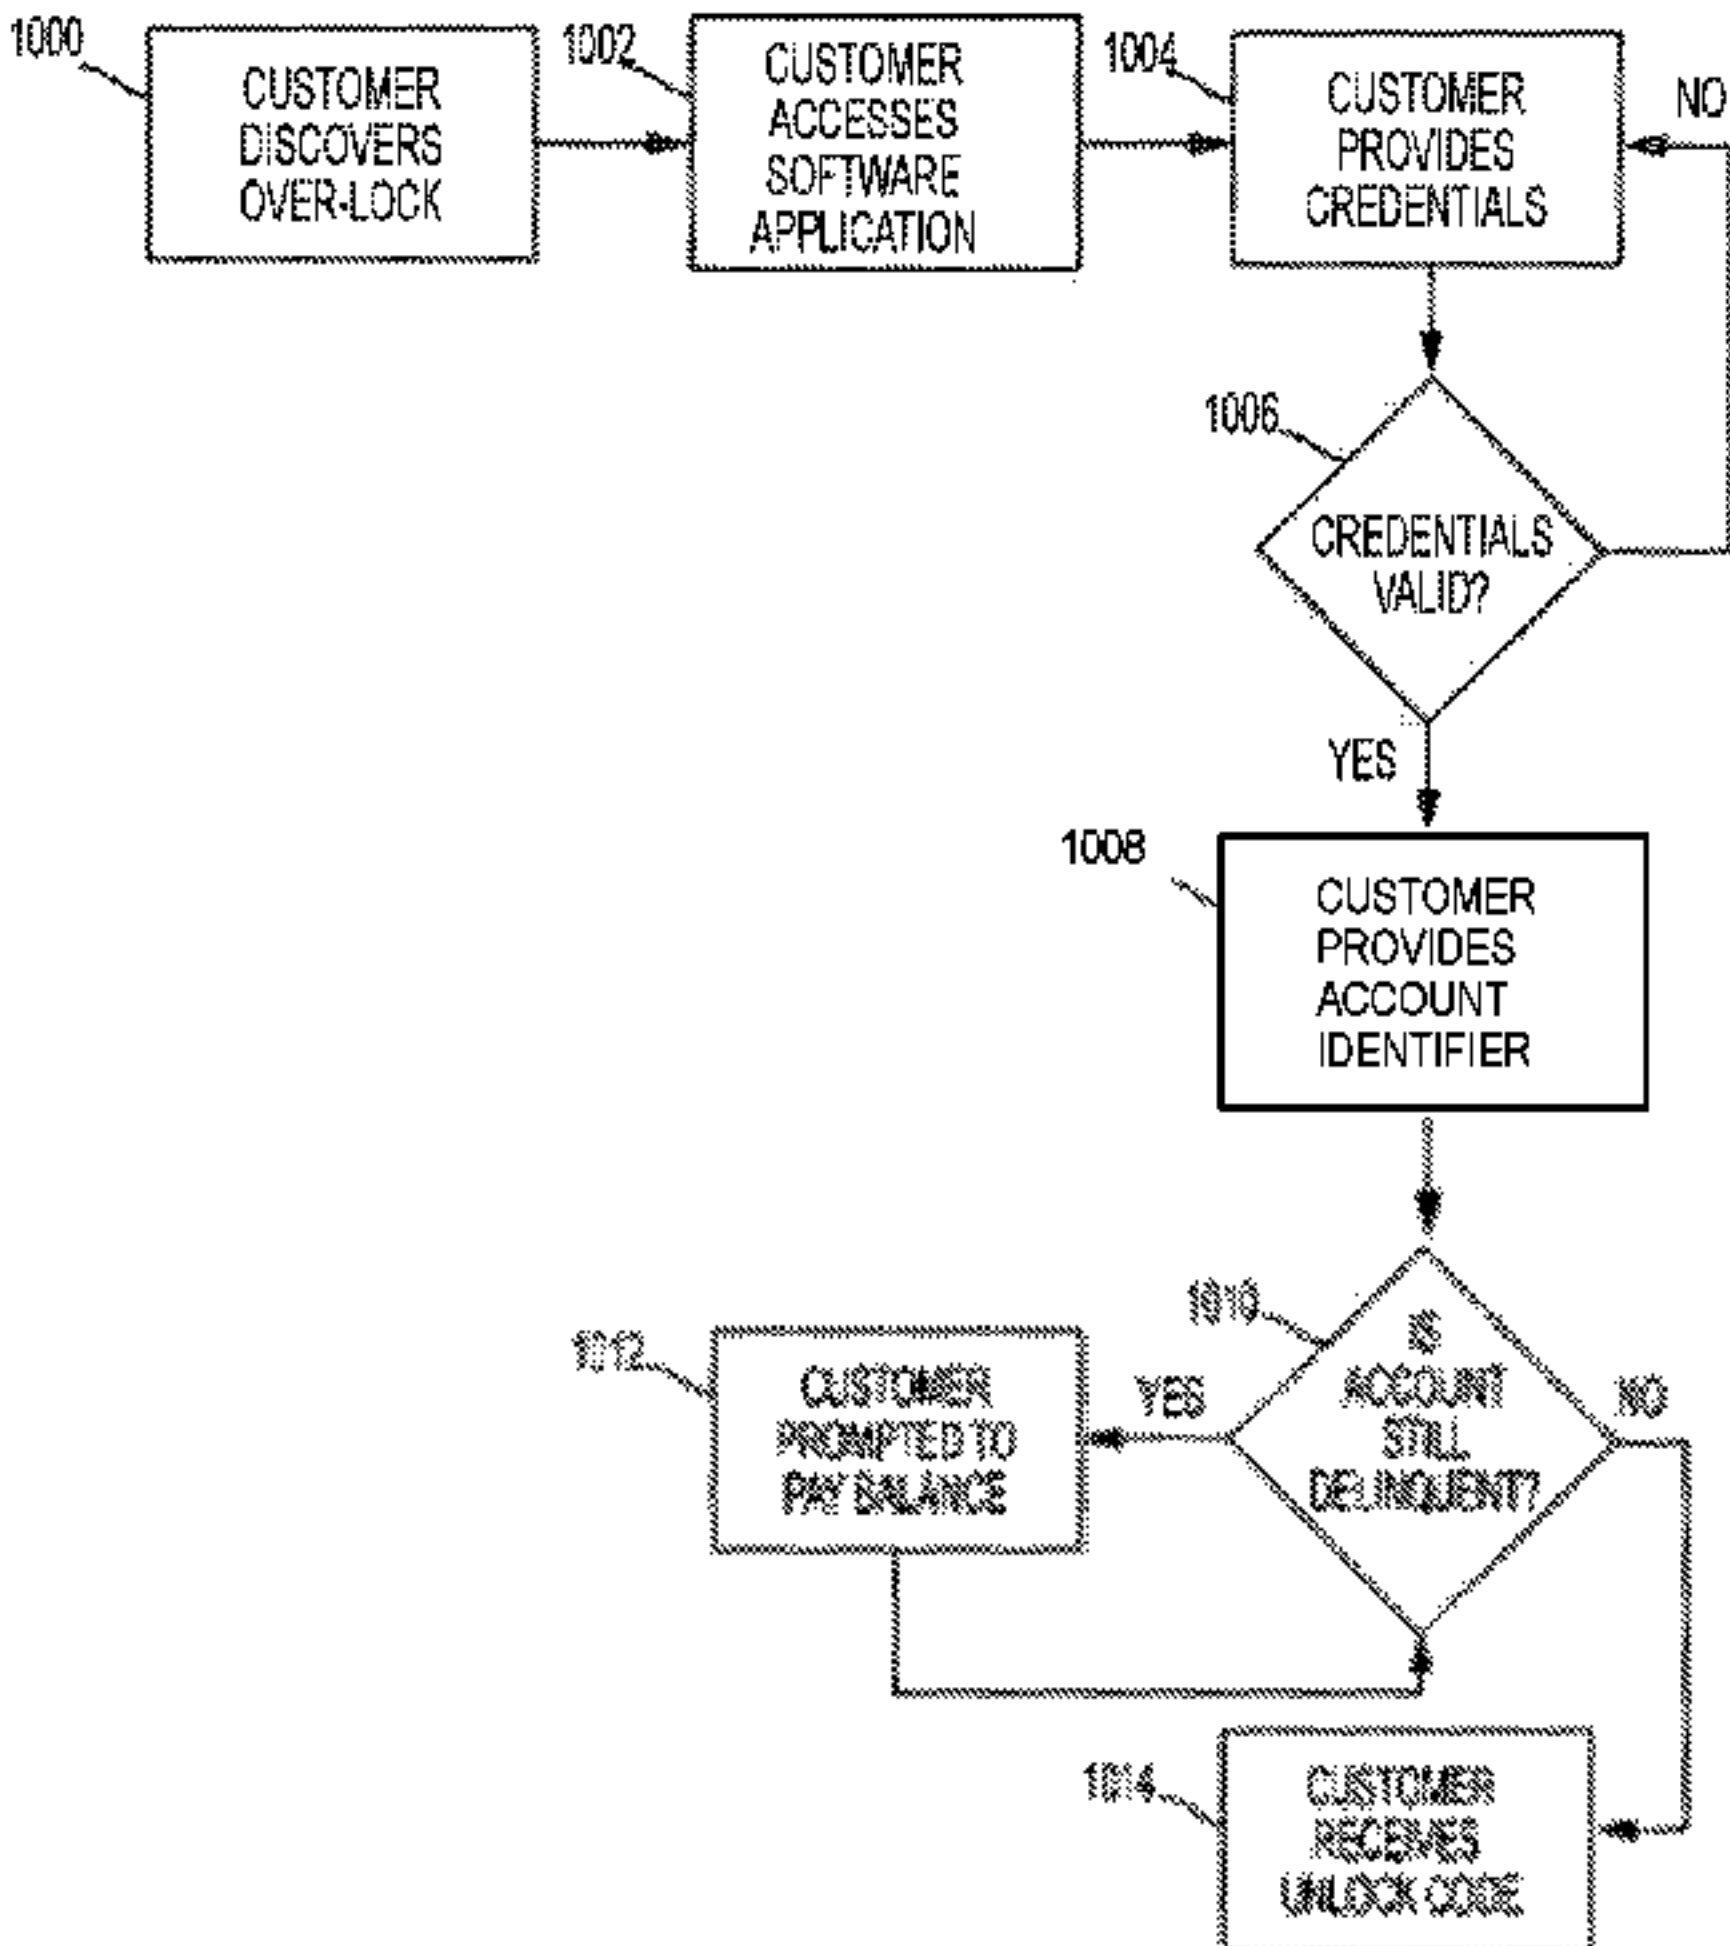 1000
CUSTOMER
DISCOVERS
OVER-LOCK
1002
CUSTOMER
ACCESSES
SOFTWARE
APPLICATION
1004
CUSTOMER
PROVIDES
CREDENTIALS
NO
1006
CREDENTIALS
VALID?
YES
1008
CUSTOMER
PROVIDES
ACCOUNT
IDENTIFIER
1010
IS
ACCOUNT
STILL
DELINQUENT?
YES
NO
1012
CUSTOMER
PROMPTED TO
PAY BALANCE
1014
CUSTOMER
RECEIVES
UNLOCK CODE